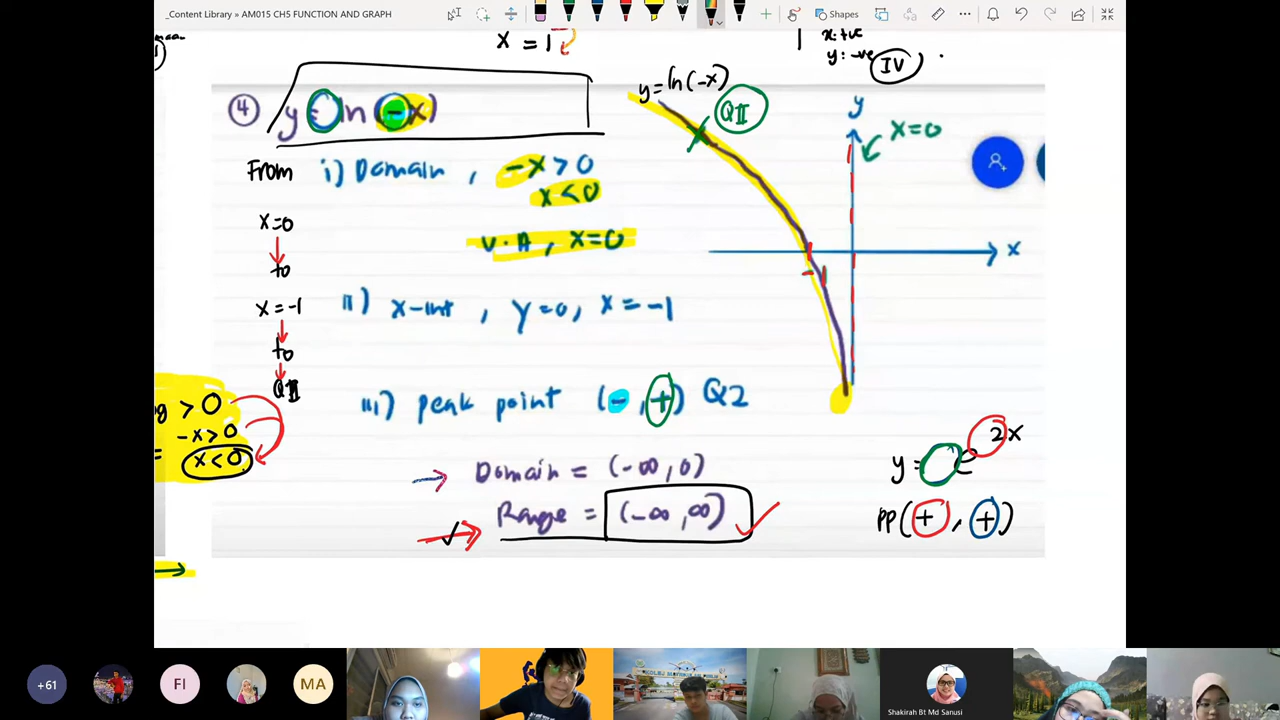 _Content Library » AM015 CH5 FUNCTION AND GRAPH
Shapes
x = 1
x: +ve
y: -ve IV
④ y = ln(-x)
From
x=0
to
x=-1
to
QII
i) Domain, -x > 0
x < 0
V.A, x=0
ii) x-int, y=0, x=-1
iii) peak point (-, +) Q2
→ Domain = (-∞, 0)
→ Range = (-∞, ∞)
y=ln(-x)
QII
y
x=0
x
> 0
-x>0
x<0
y = e^2x
PP(+, +)
+61
FI
MA
Shakirah Bt Md Sanusi